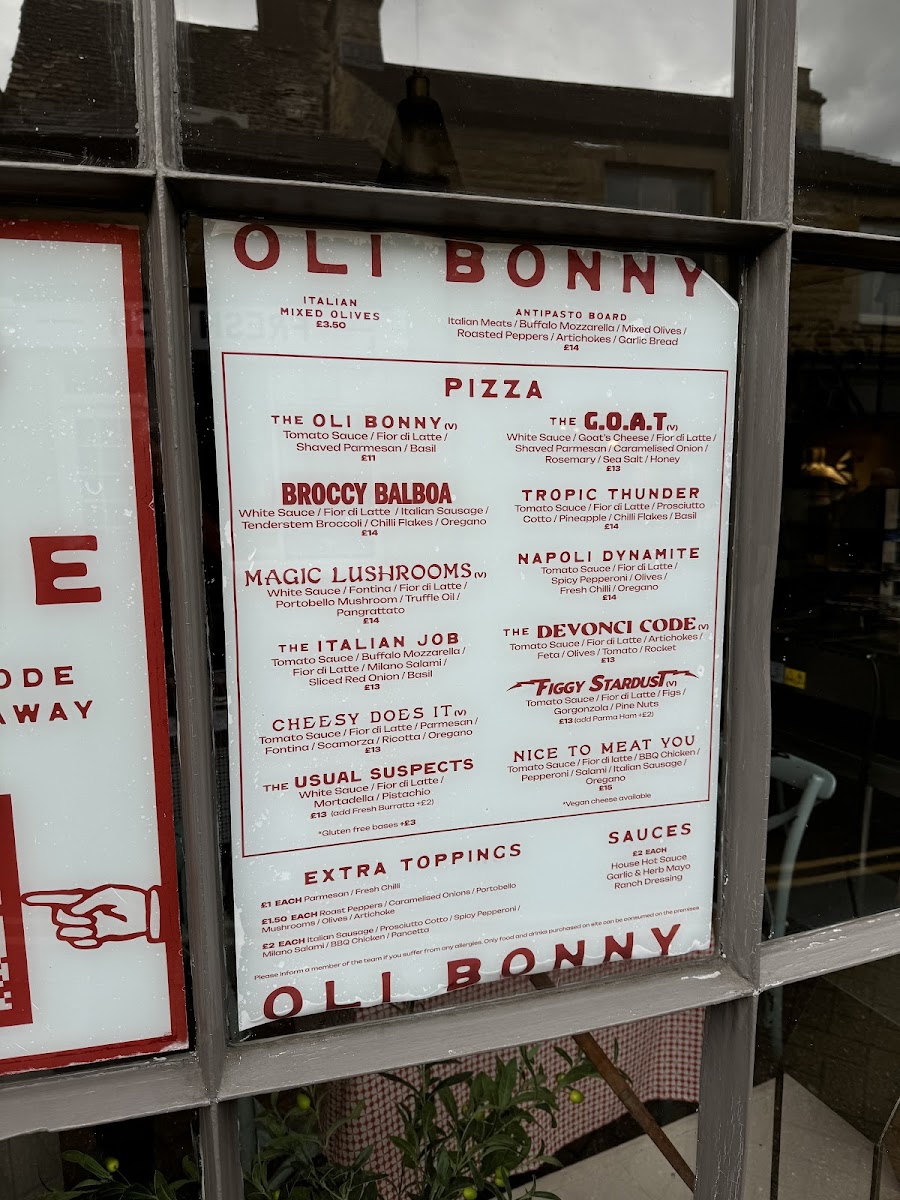 OLI BONNY
ITALIAN
MIXED OLIVES
£3.50
ANTIPASTO BOARD
Italian Meats / Buffalo Mozzarella / Mixed Olives /
Roasted Peppers / Artichokes / Garlic Bread
£14
PIZZA
THE OLI BONNY (V)
Tomato Sauce / Fior di Latte /
Shaved Parmesan / Basil
£11
BROCCY BALBOA
White Sauce / Fior di Latte / Italian Sausage /
Tenderstem Broccoli / Chilli Flakes / Oregano
£14
MAGIC LUSHROOMS (V)
White Sauce / Fontina / Fior di Latte /
Portobello Mushroom / Truffle Oil /
Pangrattato
£14
THE ITALIAN JOB
Tomato Sauce / Buffalo Mozzarella /
Fior di Latte / Milano Salami /
Sliced Red Onion / Basil
£13
CHEESY DOES IT (V)
Tomato Sauce / Fior di Latte / Parmesan /
Fontina / Scamorza / Ricotta / Oregano
£13
THE USUAL SUSPECTS
White Sauce / Fior di Latte /
Mortadella / Pistachio
£13 (add Fresh Burratta +£2)
*Gluten free bases +£3
THE G.O.A.T (V)
White Sauce / Goat's Cheese / Fior di Latte /
Shaved Parmesan / Caramelised Onion /
Rosemary / Sea Salt / Honey
£13
TROPIC THUNDER
Tomato Sauce / Fior di Latte / Prosciutto
Cotto / Pineapple / Chilli Flakes / Basil
£14
NAPOLI DYNAMITE
Tomato Sauce / Fior di Latte /
Spicy Pepperoni / Olives /
Fresh Chilli / Oregano
£14
THE DEVONCI CODE (V)
Tomato Sauce / Fior di Latte / Artichokes /
Feta / Olives / Tomato / Rocket
£13
FIGGY STARDUST (V)
Tomato Sauce / Fior di Latte / Figs /
Gorgonzola / Pine Nuts
£13 (add Parma Ham +£2)
NICE TO MEAT YOU
Tomato Sauce / Fior di latte / BBQ Chicken /
Pepperoni / Salami / Italian Sausage /
Oregano
£15
*Vegan cheese available
EXTRA TOPPINGS
£1 EACH Parmesan / Fresh Chilli
£1.50 EACH Roast Peppers / Caramelised Onions / Portobello
Mushrooms / Olives / Artichoke
£2 EACH Italian Sausage / Prosciutto Cotto / Spicy Pepperoni /
Milano Salami / BBQ Chicken / Pancetta
SAUCES
£2 EACH
House Hot Sauce
Garlic & Herb Mayo
Ranch Dressing
Please inform a member of the team if you suffer from any allergies. Only food and drinks purchased on site can be consumed on the premises
OLI BONNY
E
ODE
AWAY